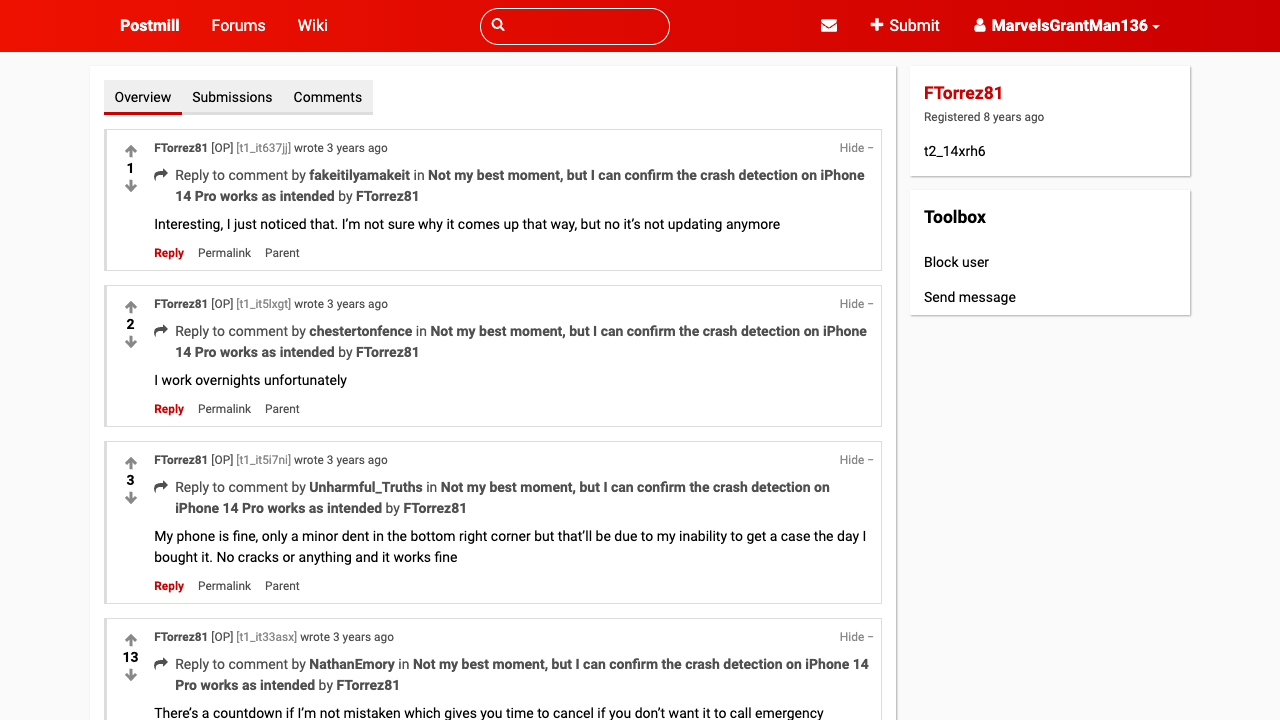 Postmill
Forums
Wiki
Submit
MarvelsGrantMan136
Overview
Submissions
Comments
FTorrez81 [OP] [t1_it637jj] wrote 3 years ago
Hide –
1
Reply to comment by fakeitilyamakeit in Not my best moment, but I can confirm the crash detection on iPhone
14 Pro works as intended by FTorrez81
Interesting, I just noticed that. I’m not sure why it comes up that way, but no it’s not updating anymore
Reply
Permalink
Parent
FTorrez81 [OP] [t1_it5lxgt] wrote 3 years ago
Hide –
2
Reply to comment by chestertonfence in Not my best moment, but I can confirm the crash detection on iPhone
14 Pro works as intended by FTorrez81
I work overnights unfortunately
Reply
Permalink
Parent
FTorrez81 [OP] [t1_it5i7ni] wrote 3 years ago
Hide –
3
Reply to comment by Unharmful_Truths in Not my best moment, but I can confirm the crash detection on
iPhone 14 Pro works as intended by FTorrez81
My phone is fine, only a minor dent in the bottom right corner but that’ll be due to my inability to get a case the day I
bought it. No cracks or anything and it works fine
Reply
Permalink
Parent
FTorrez81 [OP] [t1_it33asx] wrote 3 years ago
Hide –
13
Reply to comment by NathanEmory in Not my best moment, but I can confirm the crash detection on iPhone 14
Pro works as intended by FTorrez81
There’s a countdown if I’m not mistaken which gives you time to cancel if you don’t want it to call emergency
FTorrez81
Registered 8 years ago
t2_14xrh6
Toolbox
Block user
Send message